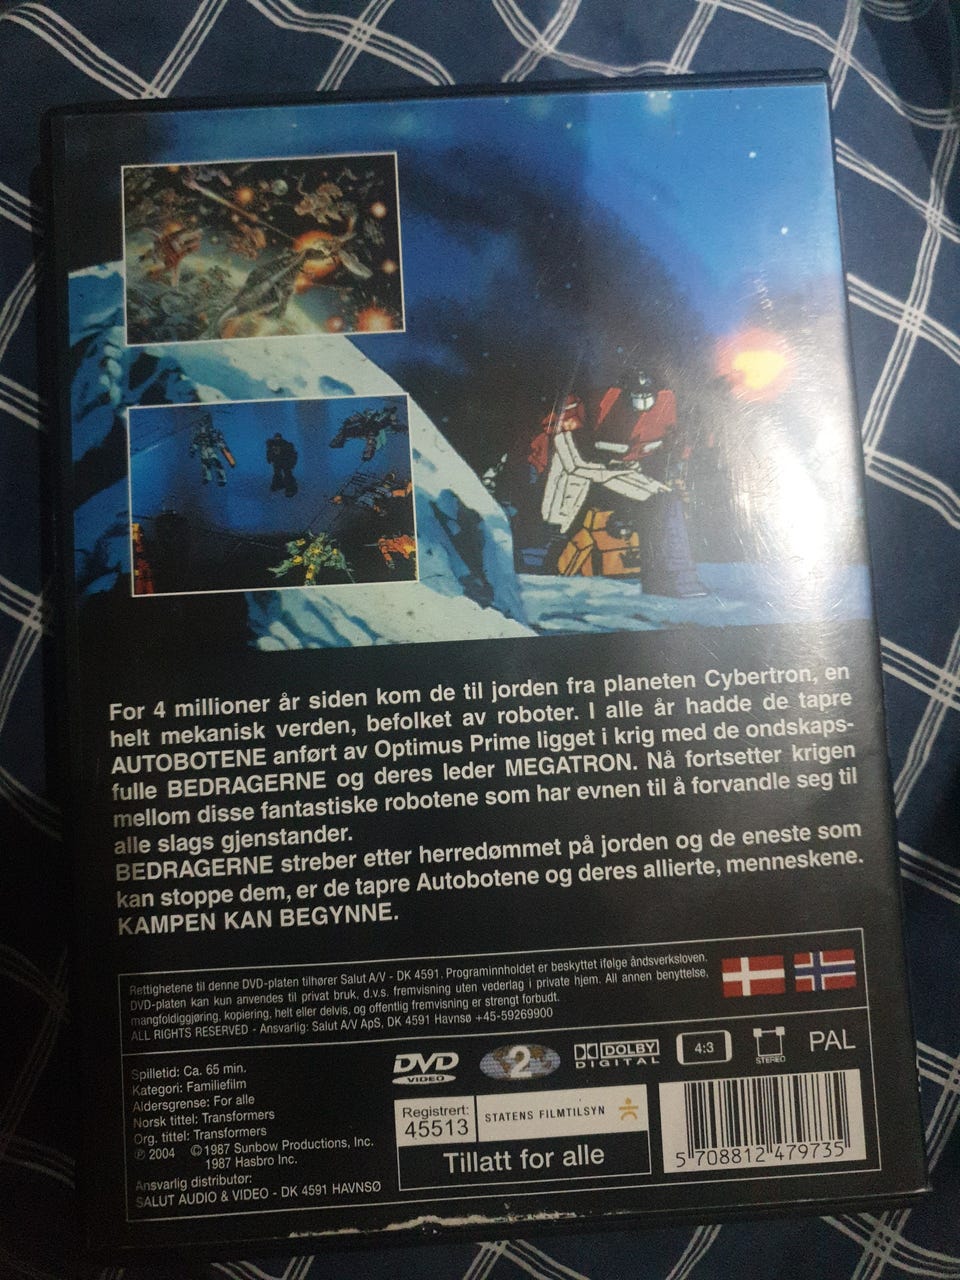 For 4 millioner år siden kom de til jorden fra planeten Cybertron, en
helt mekanisk verden, befolket av roboter. I alle år hadde de tapre
AUTOBOTENE anført av Optimus Prime ligget i krig med de ondskaps-
fulle BEDRAGERNE og deres leder MEGATRON. Nå fortsetter krigen
mellom disse fantastiske robotene som har evnen til å forvandle seg til
alle slags gjenstander.
BEDRAGERNE streber etter herredømmet på jorden og de eneste som
kan stoppe dem, er de tapre Autobotene og deres allierte, menneskene.
KAMPEN KAN BEGYNNE.
Rettighetene til denne DVD-platen tilhører Salut A/V - DK 4591. Programinnholdet er beskyttet ifølge åndsverksloven.
DVD-platen kan kun anvendes til privat bruk, d.v.s. fremvisning uten vederlag i private hjem. All annen benyttelse,
mangfoldiggjøring, kopiering, helt eller delvis, og offentlig fremvisning er strengt forbudt.
ALL RIGHTS RESERVED - Ansvarlig: Salut A/V ApS, DK 4591 Havnsø +45-59269900
Spilletid: Ca. 65 min.
Kategori: Familiefilm
Aldersgrense: For alle
Norsk tittel: Transformers
Org. tittel: Transformers
℗ 2004 ©1987 Sunbow Productions, Inc.
1987 Hasbro Inc.
Ansvarlig distributør:
SALUT AUDIO & VIDEO - DK 4591 HAVNSØ
DVD
VIDEO
2
DOLBY
DIGITAL
4:3
STEREO
PAL
Registrert:
45513
STATENS FILMTILSYN
Tillatt for alle
5 708812 479735